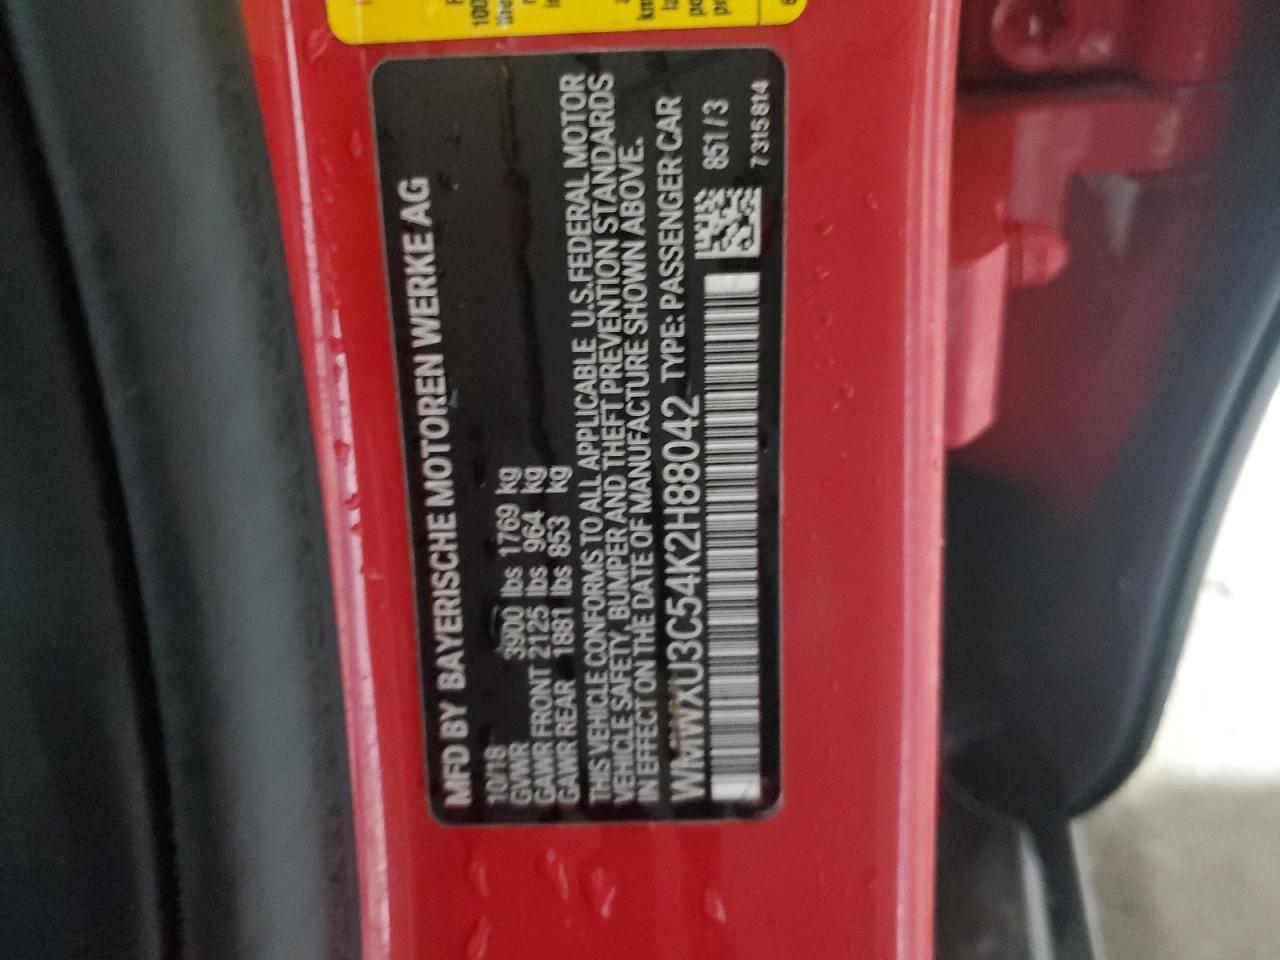 MFD BY BAYERISCHE MOTOREN WERKE AG
10/18
GVWR 3900 lbs 1769 kg
GAWR FRONT 2125 lbs 964 kg
GAWR REAR 1881 lbs 853 kg
THIS VEHICLE CONFORMS TO ALL APPLICABLE U.S.FEDERAL MOTOR
VEHICLE SAFETY, BUMPER AND THEFT PREVENTION STANDARDS
IN EFFECT ON THE DATE OF MANUFACTURE SHOWN ABOVE.
WMWXU3C54K2H88042 TYPE: PASSENGER CAR
851/3
7315814